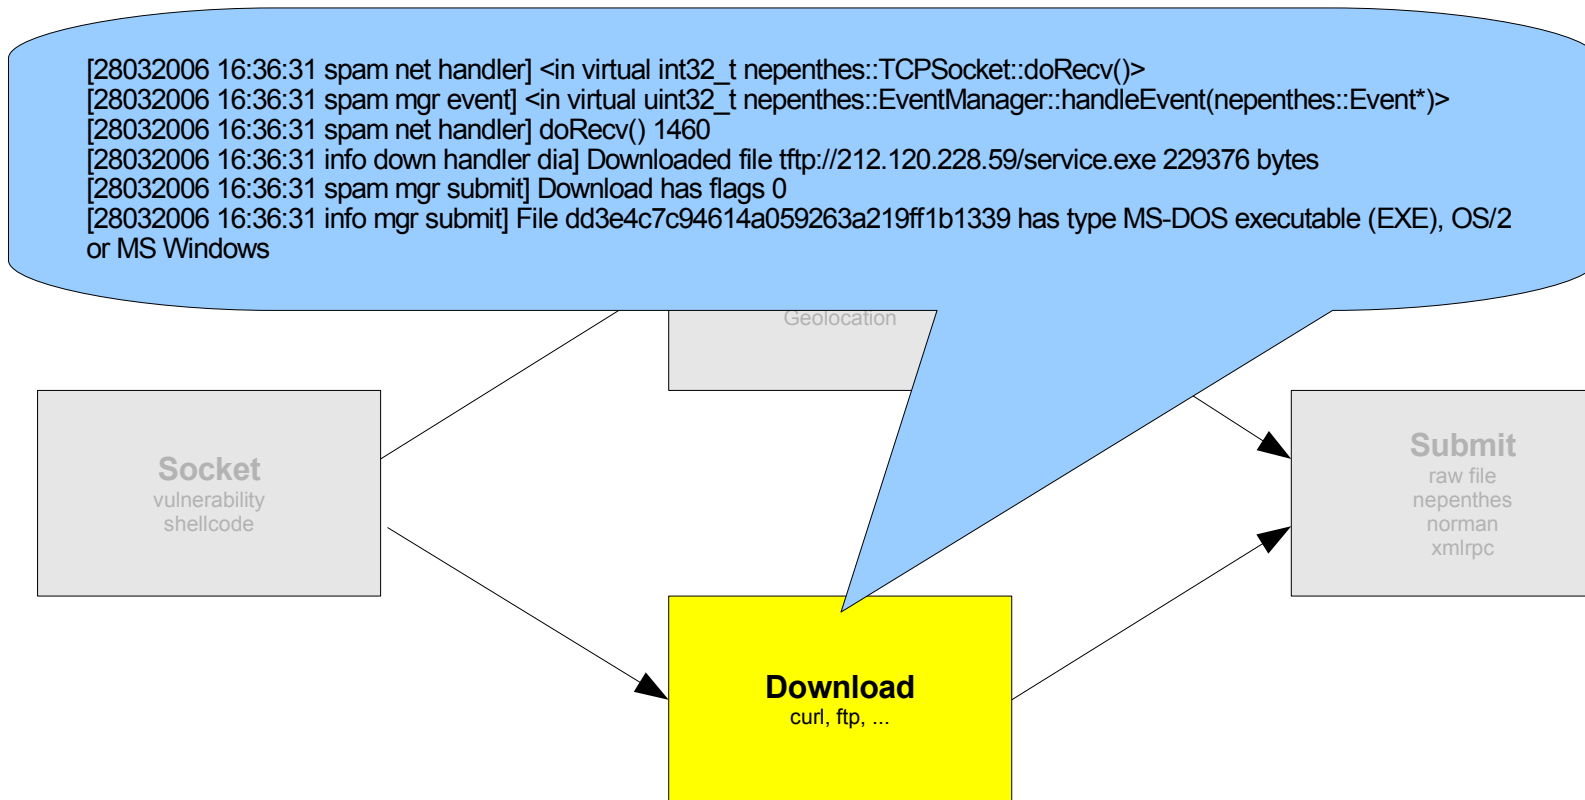 [28032006 16:36:31 spam net handler] <in virtual int32_t nepenthes::TCPSocket::doRecv()>
[28032006 16:36:31 spam mgr event] <in virtual uint32_t nepenthes::EventManager::handleEvent(nepenthes::Event*)>
[28032006 16:36:31 spam net handler] doRecv() 1460
[28032006 16:36:31 info down handler dia] Downloaded file tftp://212.120.228.59/service.exe 229376 bytes
[28032006 16:36:31 spam mgr submit] Download has flags 0
[28032006 16:36:31 info mgr submit] File dd3e4c7c94614a059263a219ff1b1339 has type MS-DOS executable (EXE), OS/2
or MS Windows
Geolocation
Socket
vulnerability
shellcode
Submit
raw file
nepenthes
norman
xmlrpc
Download
curl, ftp, ...